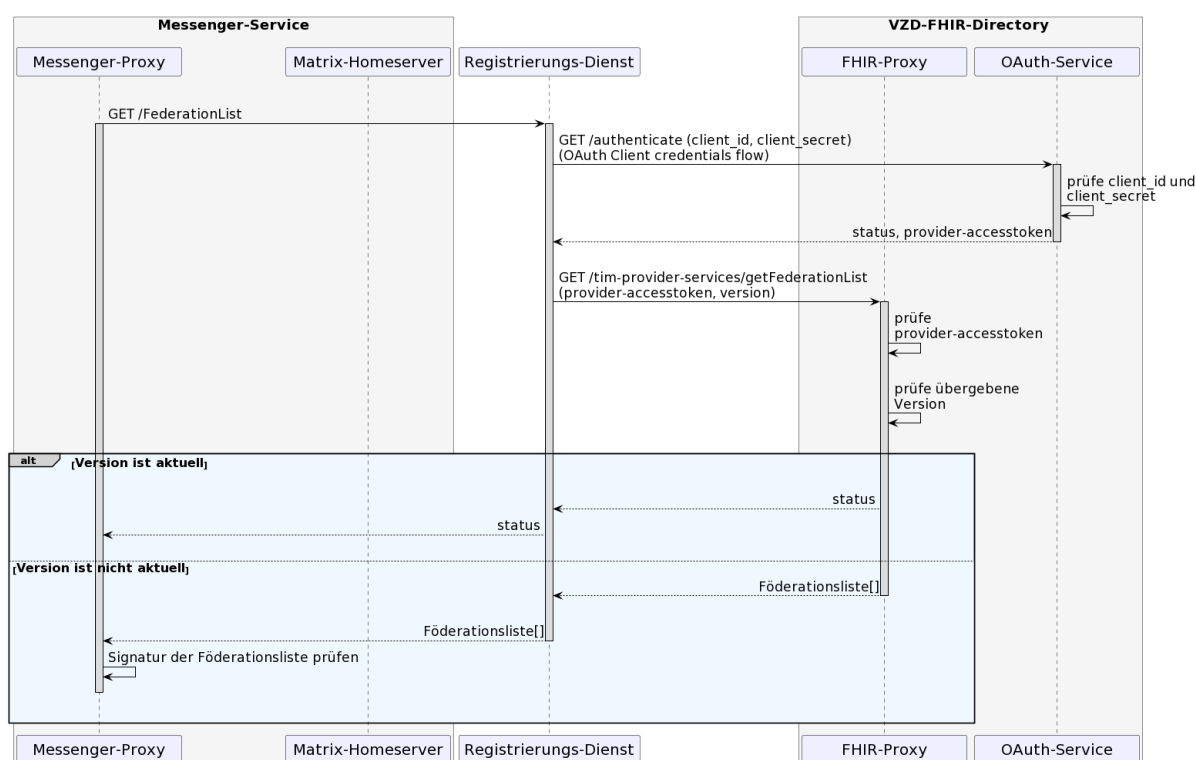 Messenger-Service
VZD-FHIR-Directory
Messenger-Proxy
Matrix-Homeserver
Registrierungs-Dienst
FHIR-Proxy
OAuth-Service
GET /FederationList
GET /authenticate (client_id, client_secret)
(OAuth Client credentials flow)
prüfe client_id und
client_secret
status, provider-accesstoken
GET /tim-provider-services/getFederationList
(provider-accesstoken, version)
prüfe
provider-accesstoken
prüfe übergebene
Version
alt
[Version ist aktuell]
status
status
[Version ist nicht aktuell]
Föderationsliste[]
Föderationsliste[]
Signatur der Föderationsliste prüfen
Messenger-Proxy
Matrix-Homeserver
Registrierungs-Dienst
FHIR-Proxy
OAuth-Service